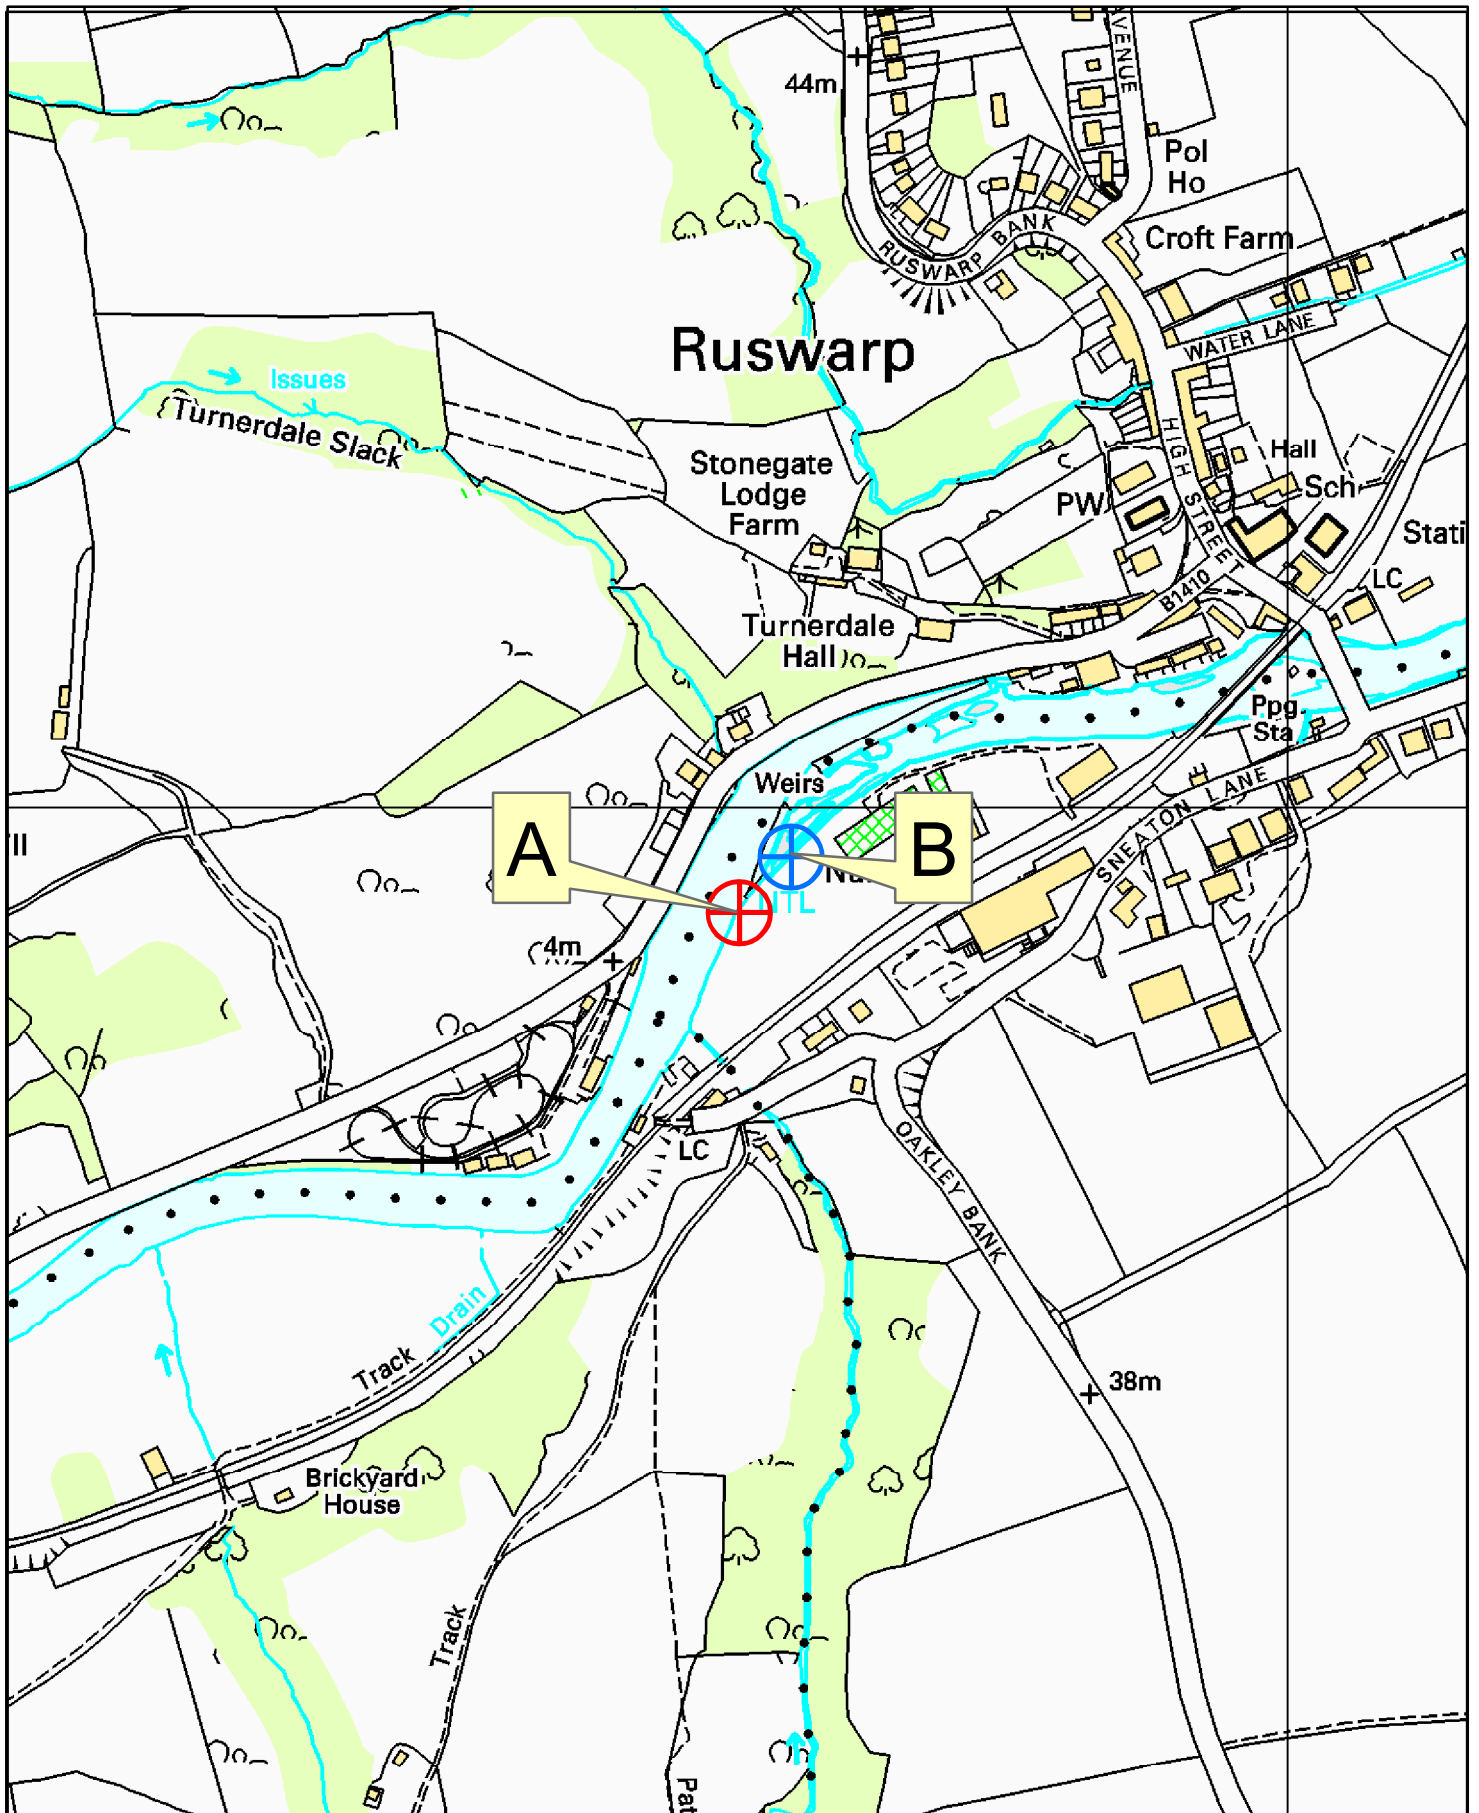 AVENUE
44m
Pol
Ho
RUSWARP BANK
Croft Farm
Ruswarp
WATER LANE
Issues
Turnerdale Slack
HIGH STREET
Hall
Stonegate
Lodge
Farm
PW
Sch
Stati
LC
B1410
Turnerdale
Hall
Ppg
Sta
Weirs
SNEATON LANE
A
B
NTL
4m
LC
OAKLEY BANK
Drain
Track
38m
Brickyard
House
Track
Pat